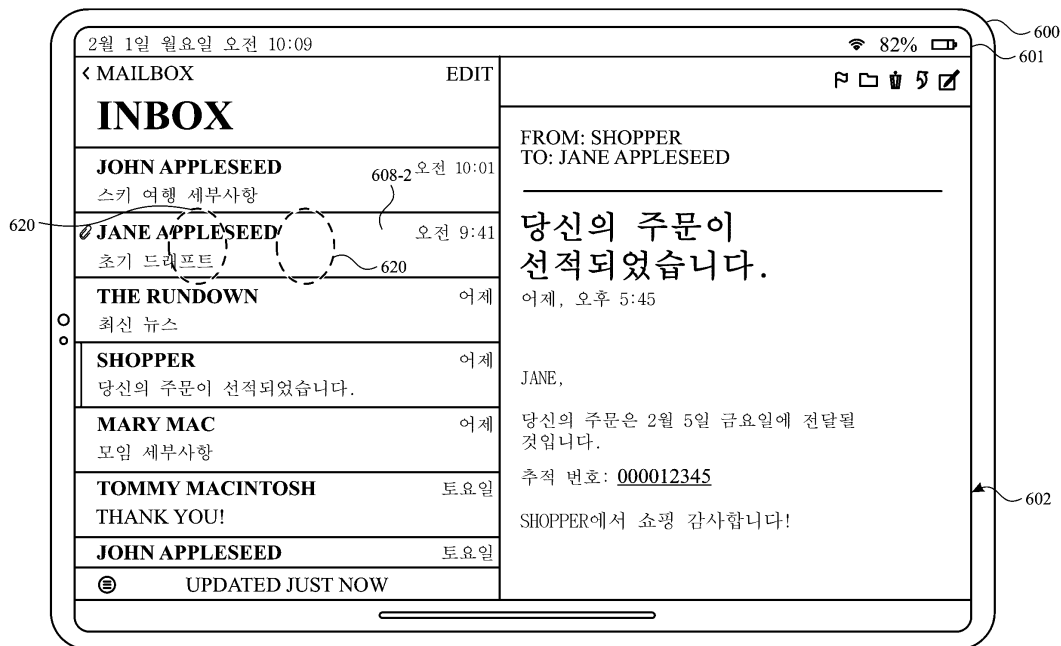 2월 1일 월요일 오전 10:09
82%
600
601
< MAILBOX
EDIT
INBOX
JOHN APPLESEED
오전 10:01
스키 여행 세부사항
608-2
620
JANE APPLESEED
오전 9:41
초기 드래프트
620
THE RUNDOWN
어제
최신 뉴스
SHOPPER
어제
당신의 주문이 선적되었습니다.
MARY MAC
어제
모임 세부사항
TOMMY MACINTOSH
토요일
THANK YOU!
JOHN APPLESEED
토요일
UPDATED JUST NOW
FROM: SHOPPER
TO: JANE APPLESEED
당신의 주문이
선적되었습니다.
어제, 오후 5:45
JANE,
당신의 주문은 2월 5일 금요일에 전달될
것입니다.
추적 번호: 000012345
SHOPPER에서 쇼핑 감사합니다!
602